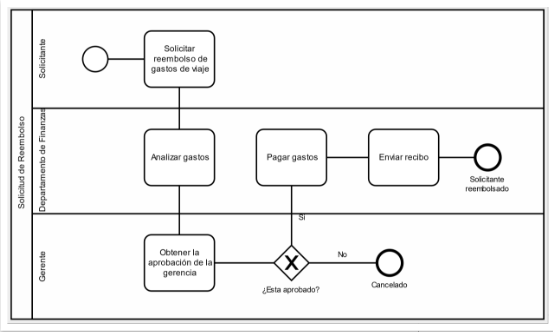 Solicitud de Reembolso
Solicitante
Solicitar
reembolso de
gastos de viaje
Departamento de Finanzas
Analizar gastos
Pagar gastos
Enviar recibo
Solicitante
reembolsado
Gerente
Obtener la
aprobación de la
gerencia
Sí
¿Esta aprobado?
No
Cancelado